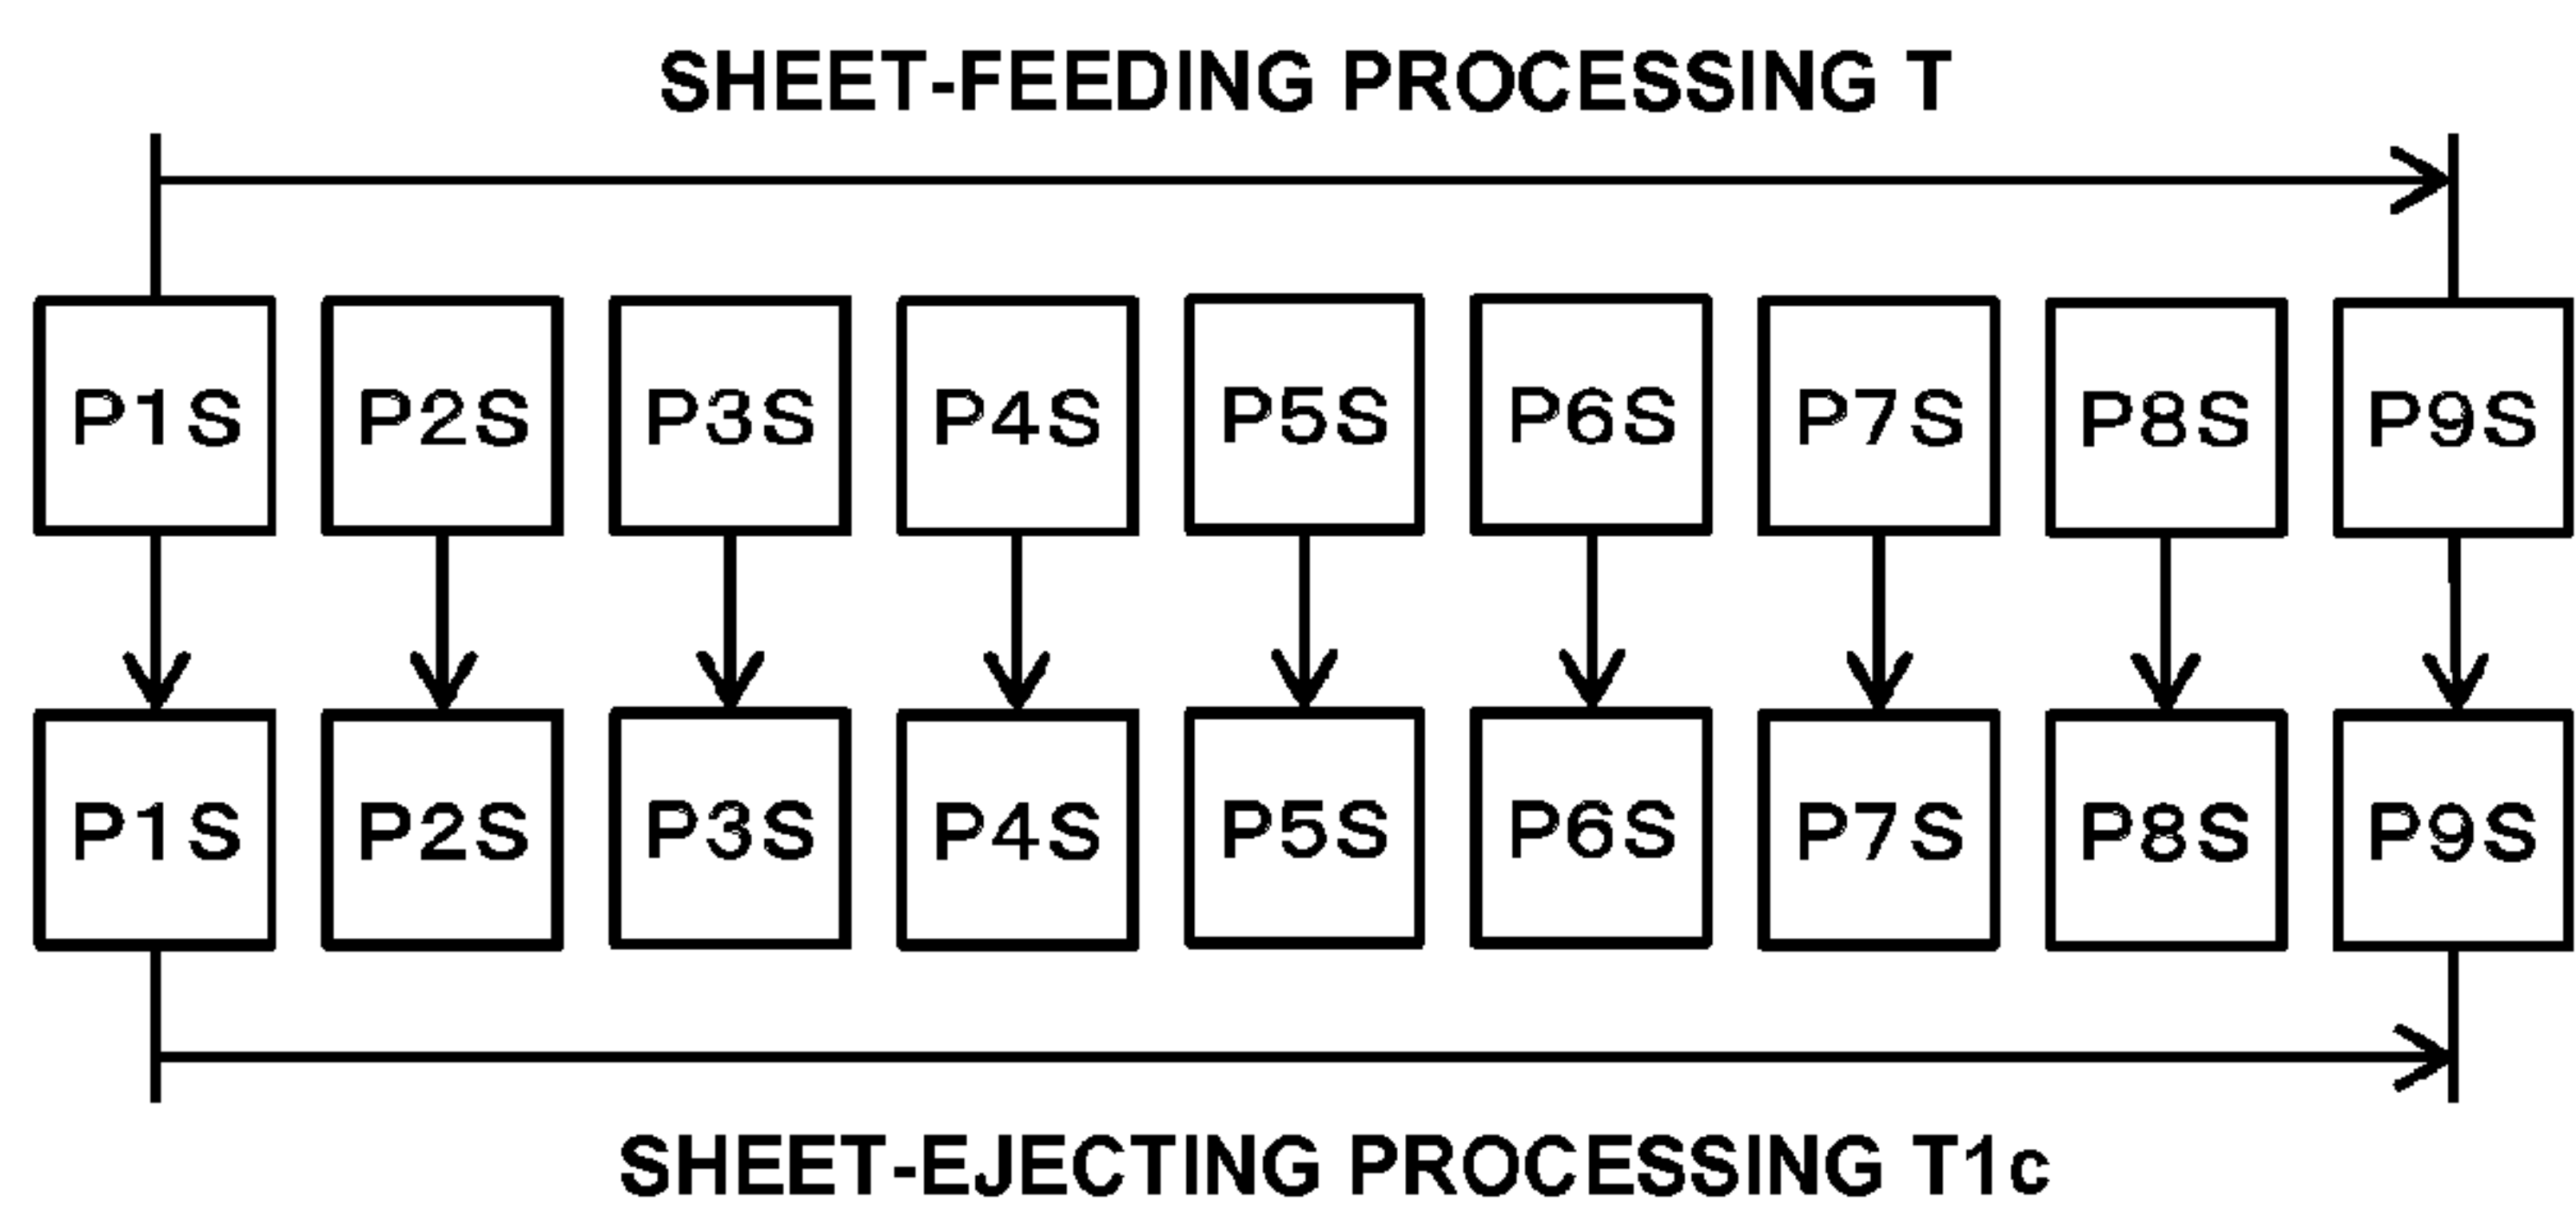 SHEET-FEEDING PROCESSING T
P1S P2S P3S P4S P5S P6S P7S P8S P9S
P1S P2S P3S P4S P5S P6S P7S P8S P9S
SHEET-EJECTING PROCESSING T1c